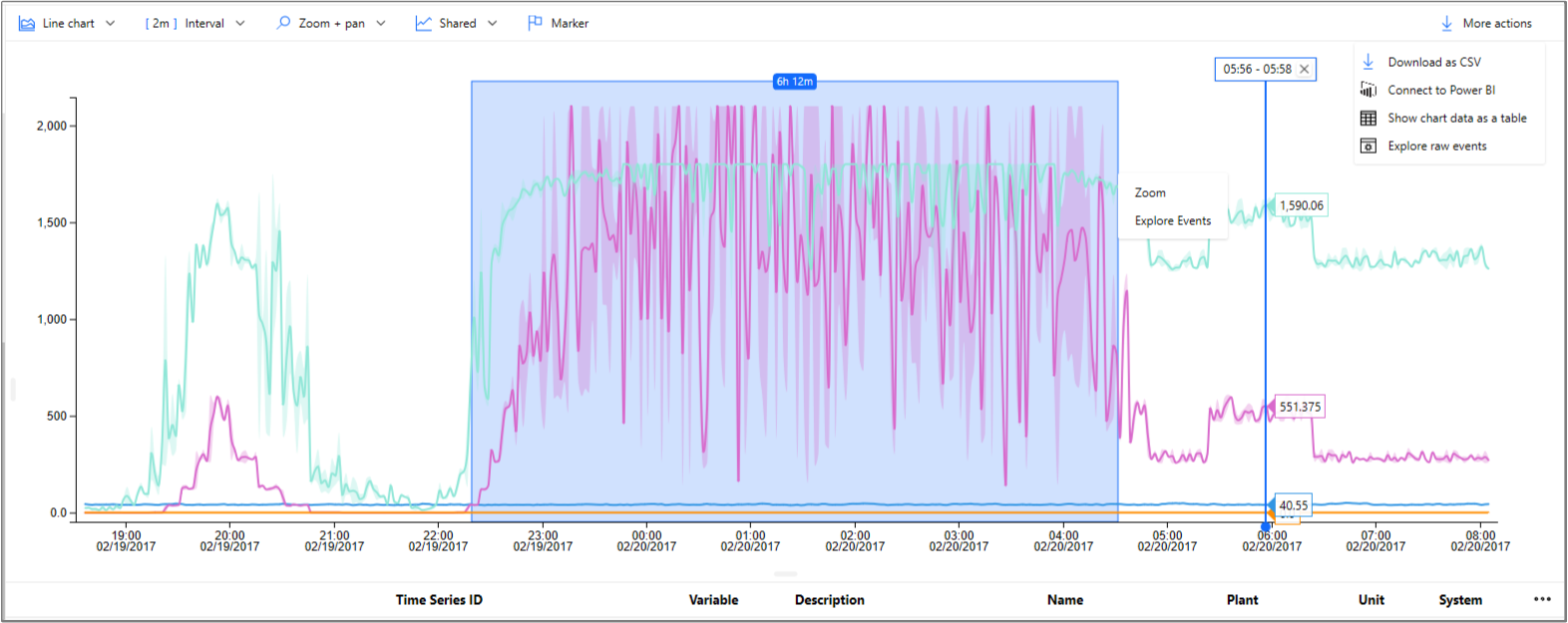 Line chart [ 2m ] Interval Zoom + pan Shared Marker More actions
6h 12m
05:56 - 05:58
Download as CSV
Connect to Power BI
Show chart data as a table
Explore raw events
Zoom
Explore Events
2,000
1,500
1,000
500
0.0
1,590.06
551.375
40.55
19:00 20:00 21:00 22:00 23:00 00:00 01:00 02:00 03:00 04:00 05:00 06:00 07:00 08:00
02/19/2017 02/19/2017 02/19/2017 02/19/2017 02/19/2017 02/20/2017 02/20/2017 02/20/2017 02/20/2017 02/20/2017 02/20/2017 02/20/2017 02/20/2017 02/20/2017
Time Series ID Variable Description Name Plant Unit System